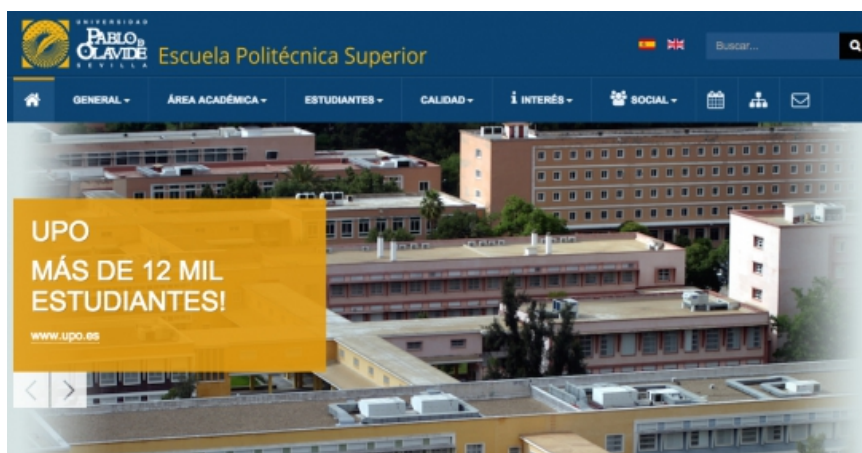 UNIVERSIDAD
PABLO DE
OLAVIDE
SEVILLA
Escuela Politécnica Superior
Buscar...
GENERAL
ÁREA ACADÉMICA
ESTUDIANTES
CALIDAD
i INTERÉS
SOCIAL
UPO
MÁS DE 12 MIL
ESTUDIANTES!
www.upo.es